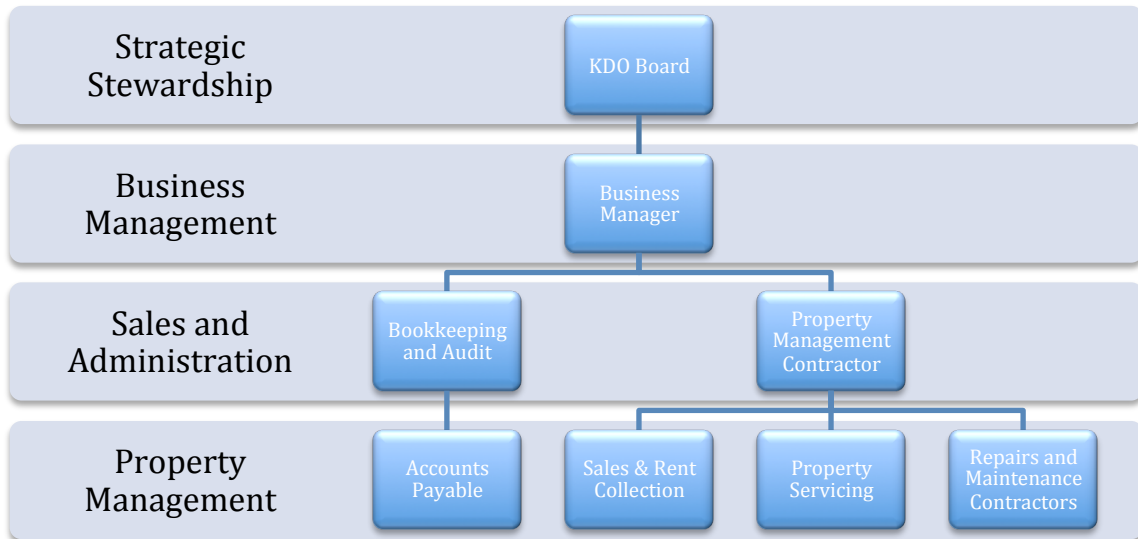 Strategic
Stewardship
KDO Board
Business
Management
Business
Manager
Sales and
Administration
Bookkeeping
and Audit
Property
Management
Contractor
Property
Management
Accounts
Payable
Sales & Rent
Collection
Property
Servicing
Repairs and
Maintenance
Contractors